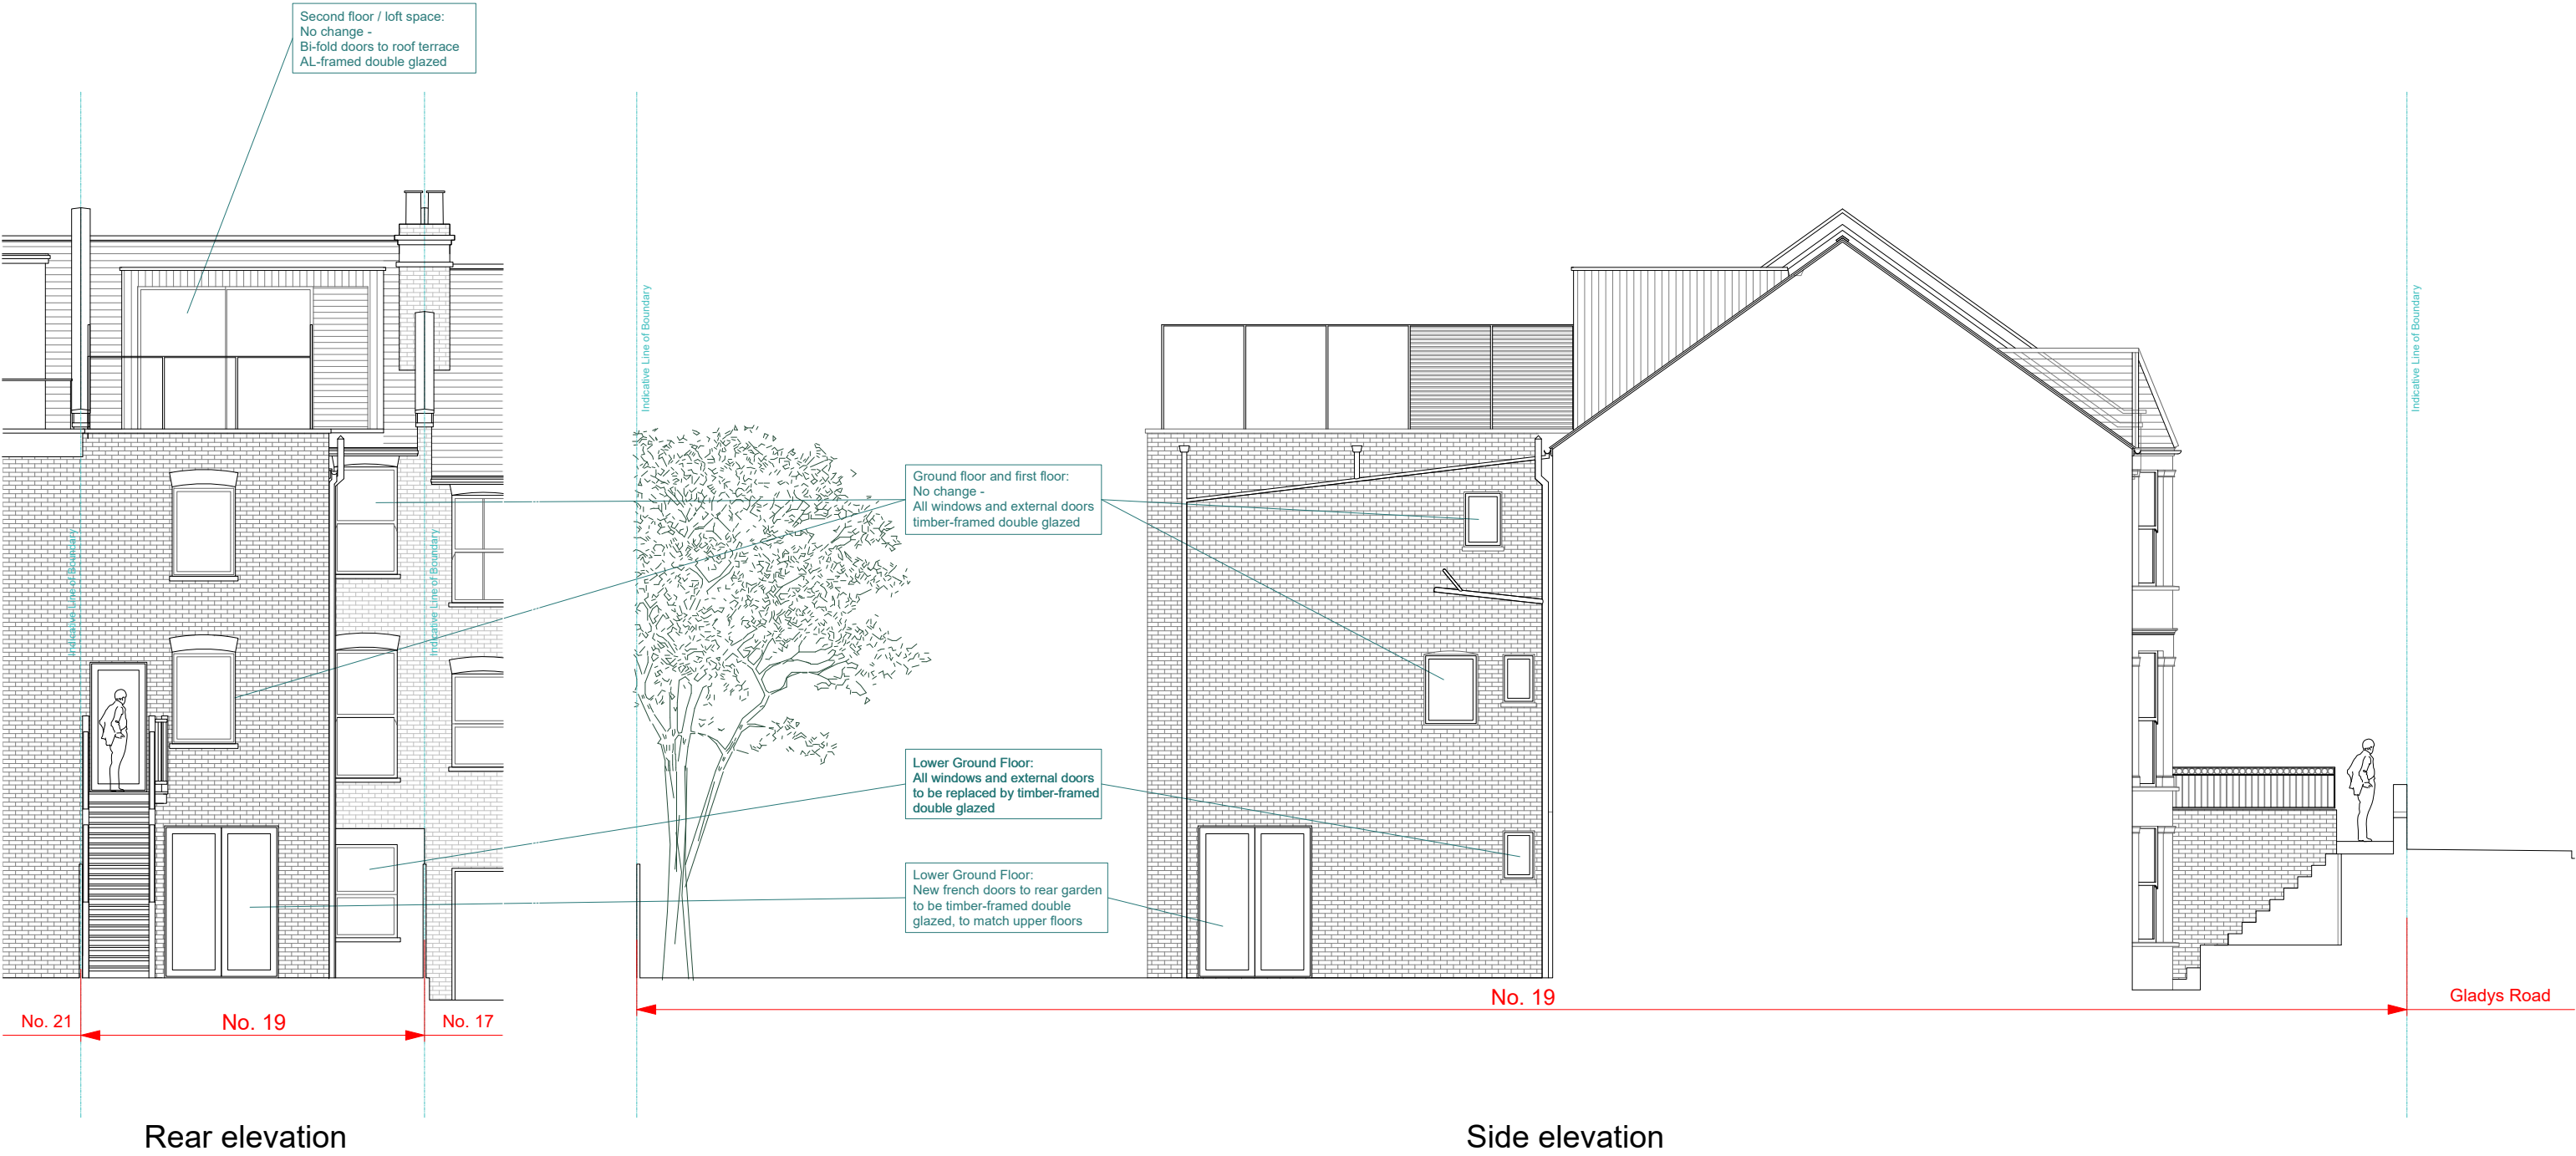 Second floor / loft space:
No change -
Bi-fold doors to roof terrace
AL-framed double glazed
Indicative Line of Boundary
Indicative Line of Boundary
Indicative Line of Boundary
Indicative Line of Boundary
Ground floor and first floor:
No change -
All windows and external doors
timber-framed double glazed
Lower Ground Floor:
All windows and external doors
to be replaced by timber-framed
double glazed
Lower Ground Floor:
New french doors to rear garden
to be timber-framed double
glazed, to match upper floors
No. 21
No. 19
No. 17
No. 19
Gladys Road
Rear elevation
Side elevation